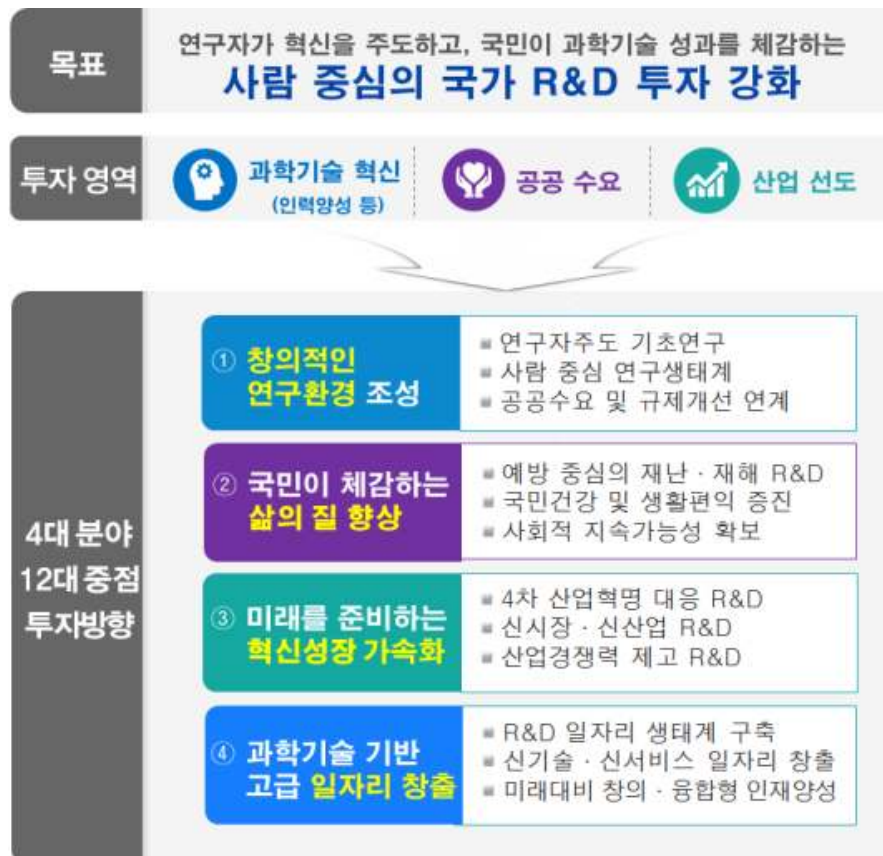 목표
연구자가 혁신을 주도하고, 국민이 과학기술 성과를 체감하는
사람 중심의 국가 R&D 투자 강화
투자 영역
과학기술 혁신
(인력양성 등)
공공 수요
산업 선도
4대 분야
12대 중점
투자방향
① 창의적인
연구환경 조성
연구자주도 기초연구
사람 중심 연구생태계
공공수요 및 규제개선 연계
② 국민이 체감하는
삶의 질 향상
예방 중심의 재난 · 재해 R&D
국민건강 및 생활편익 증진
사회적 지속가능성 확보
③ 미래를 준비하는
혁신성장 가속화
4차 산업혁명 대응 R&D
신시장 · 신산업 R&D
산업경쟁력 제고 R&D
④ 과학기술 기반
고급 일자리 창출
R&D 일자리 생태계 구축
신기술 · 신서비스 일자리 창출
미래대비 창의 · 융합형 인재양성